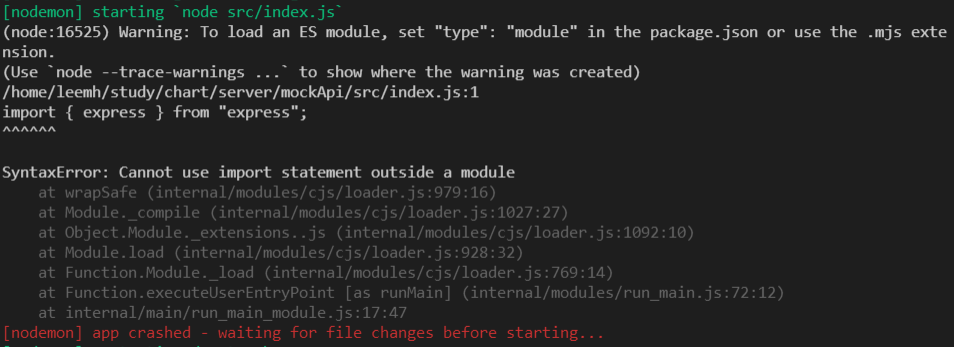 [nodemon] starting `node src/index.js`
(node:16525) Warning: To load an ES module, set "type": "module" in the package.json or use the .mjs exte
nsion.
(Use `node --trace-warnings ...` to show where the warning was created)
/home/leemh/study/chart/server/mockApi/src/index.js:1
import { express } from "express";
^^^^^^

SyntaxError: Cannot use import statement outside a module
    at wrapSafe (internal/modules/cjs/loader.js:979:16)
    at Module._compile (internal/modules/cjs/loader.js:1027:27)
    at Object.Module._extensions..js (internal/modules/cjs/loader.js:1092:10)
    at Module.load (internal/modules/cjs/loader.js:928:32)
    at Function.Module._load (internal/modules/cjs/loader.js:769:14)
    at Function.executeUserEntryPoint [as runMain] (internal/modules/run_main.js:72:12)
    at internal/main/run_main_module.js:17:47
[nodemon] app crashed - waiting for file changes before starting...